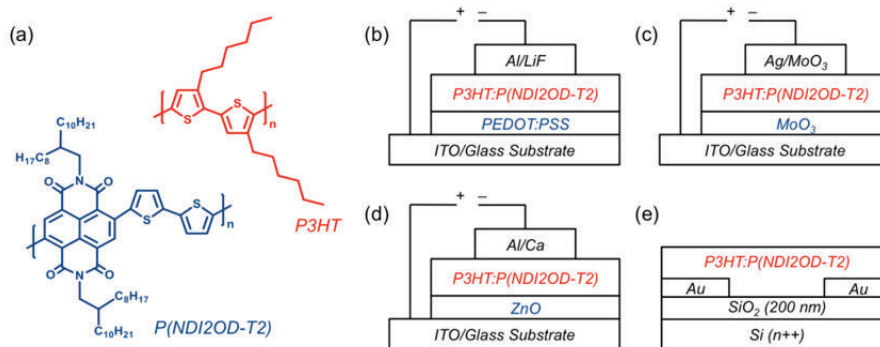 (a)
C₁₀H₂₁
H₁₇C₈
N
O
O
S
S
n
O
O
N
C₈H₁₇
C₁₀H₂₁
P(NDI2OD-T2)
S
S
n
P3HT
(b)
+ −
Al/LiF
P3HT:P(NDI2OD-T2)
PEDOT:PSS
ITO/Glass Substrate
(c)
+ −
Ag/MoO₃
P3HT:P(NDI2OD-T2)
MoO₃
ITO/Glass Substrate
(d)
+ −
Al/Ca
P3HT:P(NDI2OD-T2)
ZnO
ITO/Glass Substrate
(e)
P3HT:P(NDI2OD-T2)
Au Au
SiO₂ (200 nm)
Si (n++)